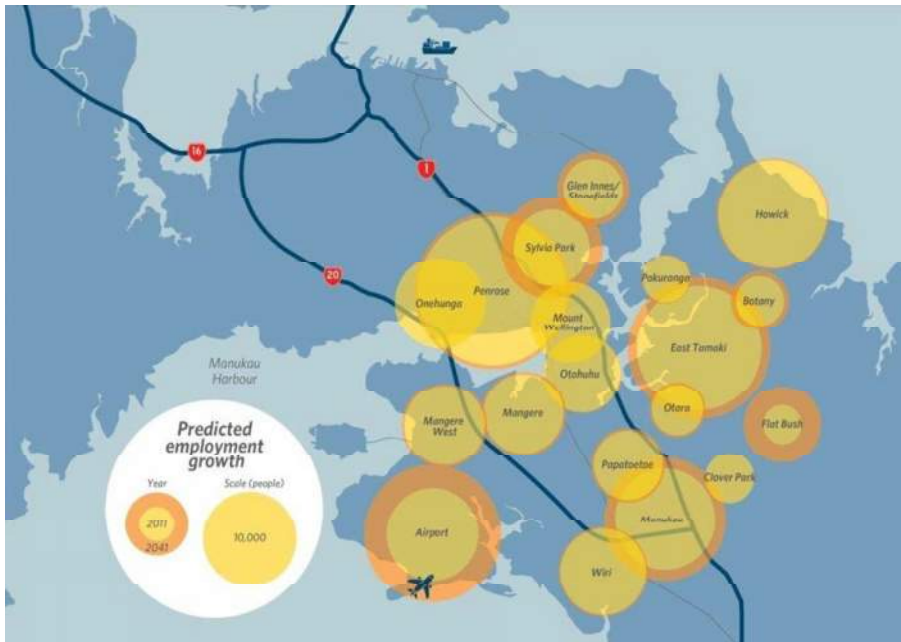 16
1
20
Glen Innes/
Stonefields
Howick
Sylvia Park
Pakuranga
Penrose
Onehunga
Botany
Mount
Wellington
East Tamaki
Manukau
Harbour
Otahuhu
Otara
Mangere
Mangere
West
Flat Bush
Papatoetoe
Clover Park
Airport
Wiri
Predicted
employment
growth
Year
Scale (people)
2011
2041
10,000